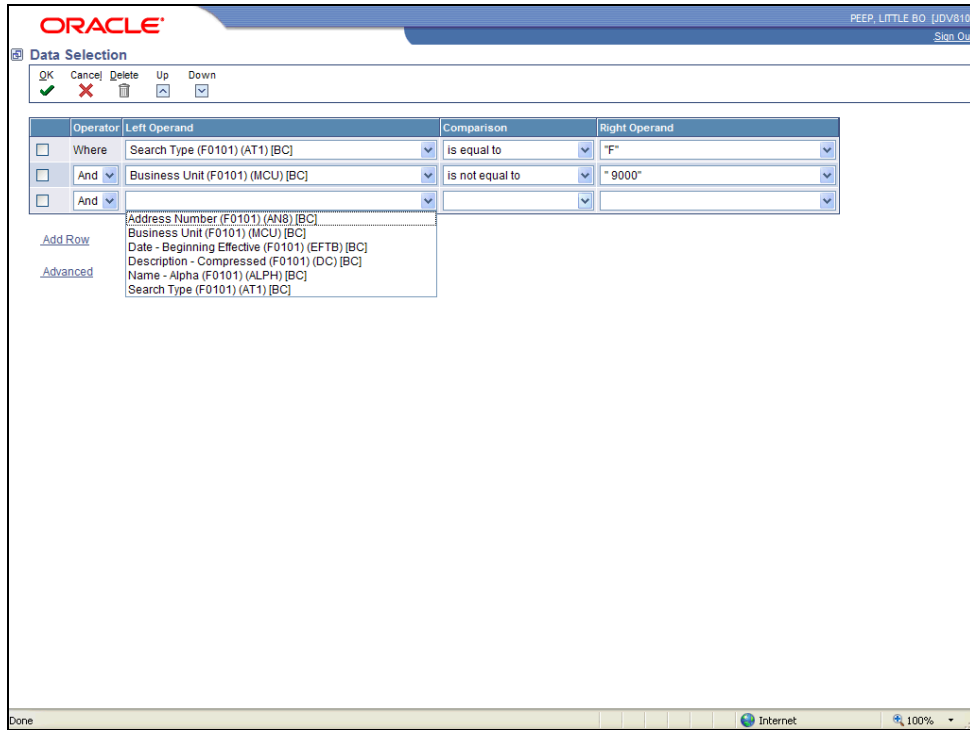 ORACLE
PEEP, LITTLE BO [JDV810
Sign Ou
Data Selection
OK Cancel Delete Up Down
Operator Left Operand Comparison Right Operand
Where Search Type (F0101) (AT1) [BC] is equal to "F"
And Business Unit (F0101) (MCU) [BC] is not equal to " 9000"
And
Address Number (F0101) (AN8) [BC]
Business Unit (F0101) (MCU) [BC]
Date - Beginning Effective (F0101) (EFTB) [BC]
Description - Compressed (F0101) (DC) [BC]
Name - Alpha (F0101) (ALPH) [BC]
Search Type (F0101) (AT1) [BC]
Add Row
Advanced
Done Internet 100%